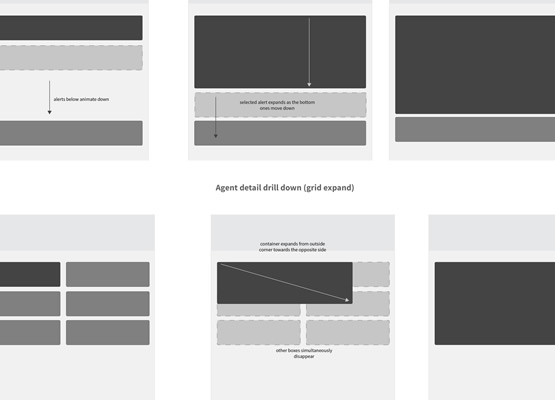 alerts below animate down
selected alert expands as the bottom
ones move down
Agent detail drill down (grid expand)
container expands from outside
corner towards the opposite side
other boxes simultaneously
disappear